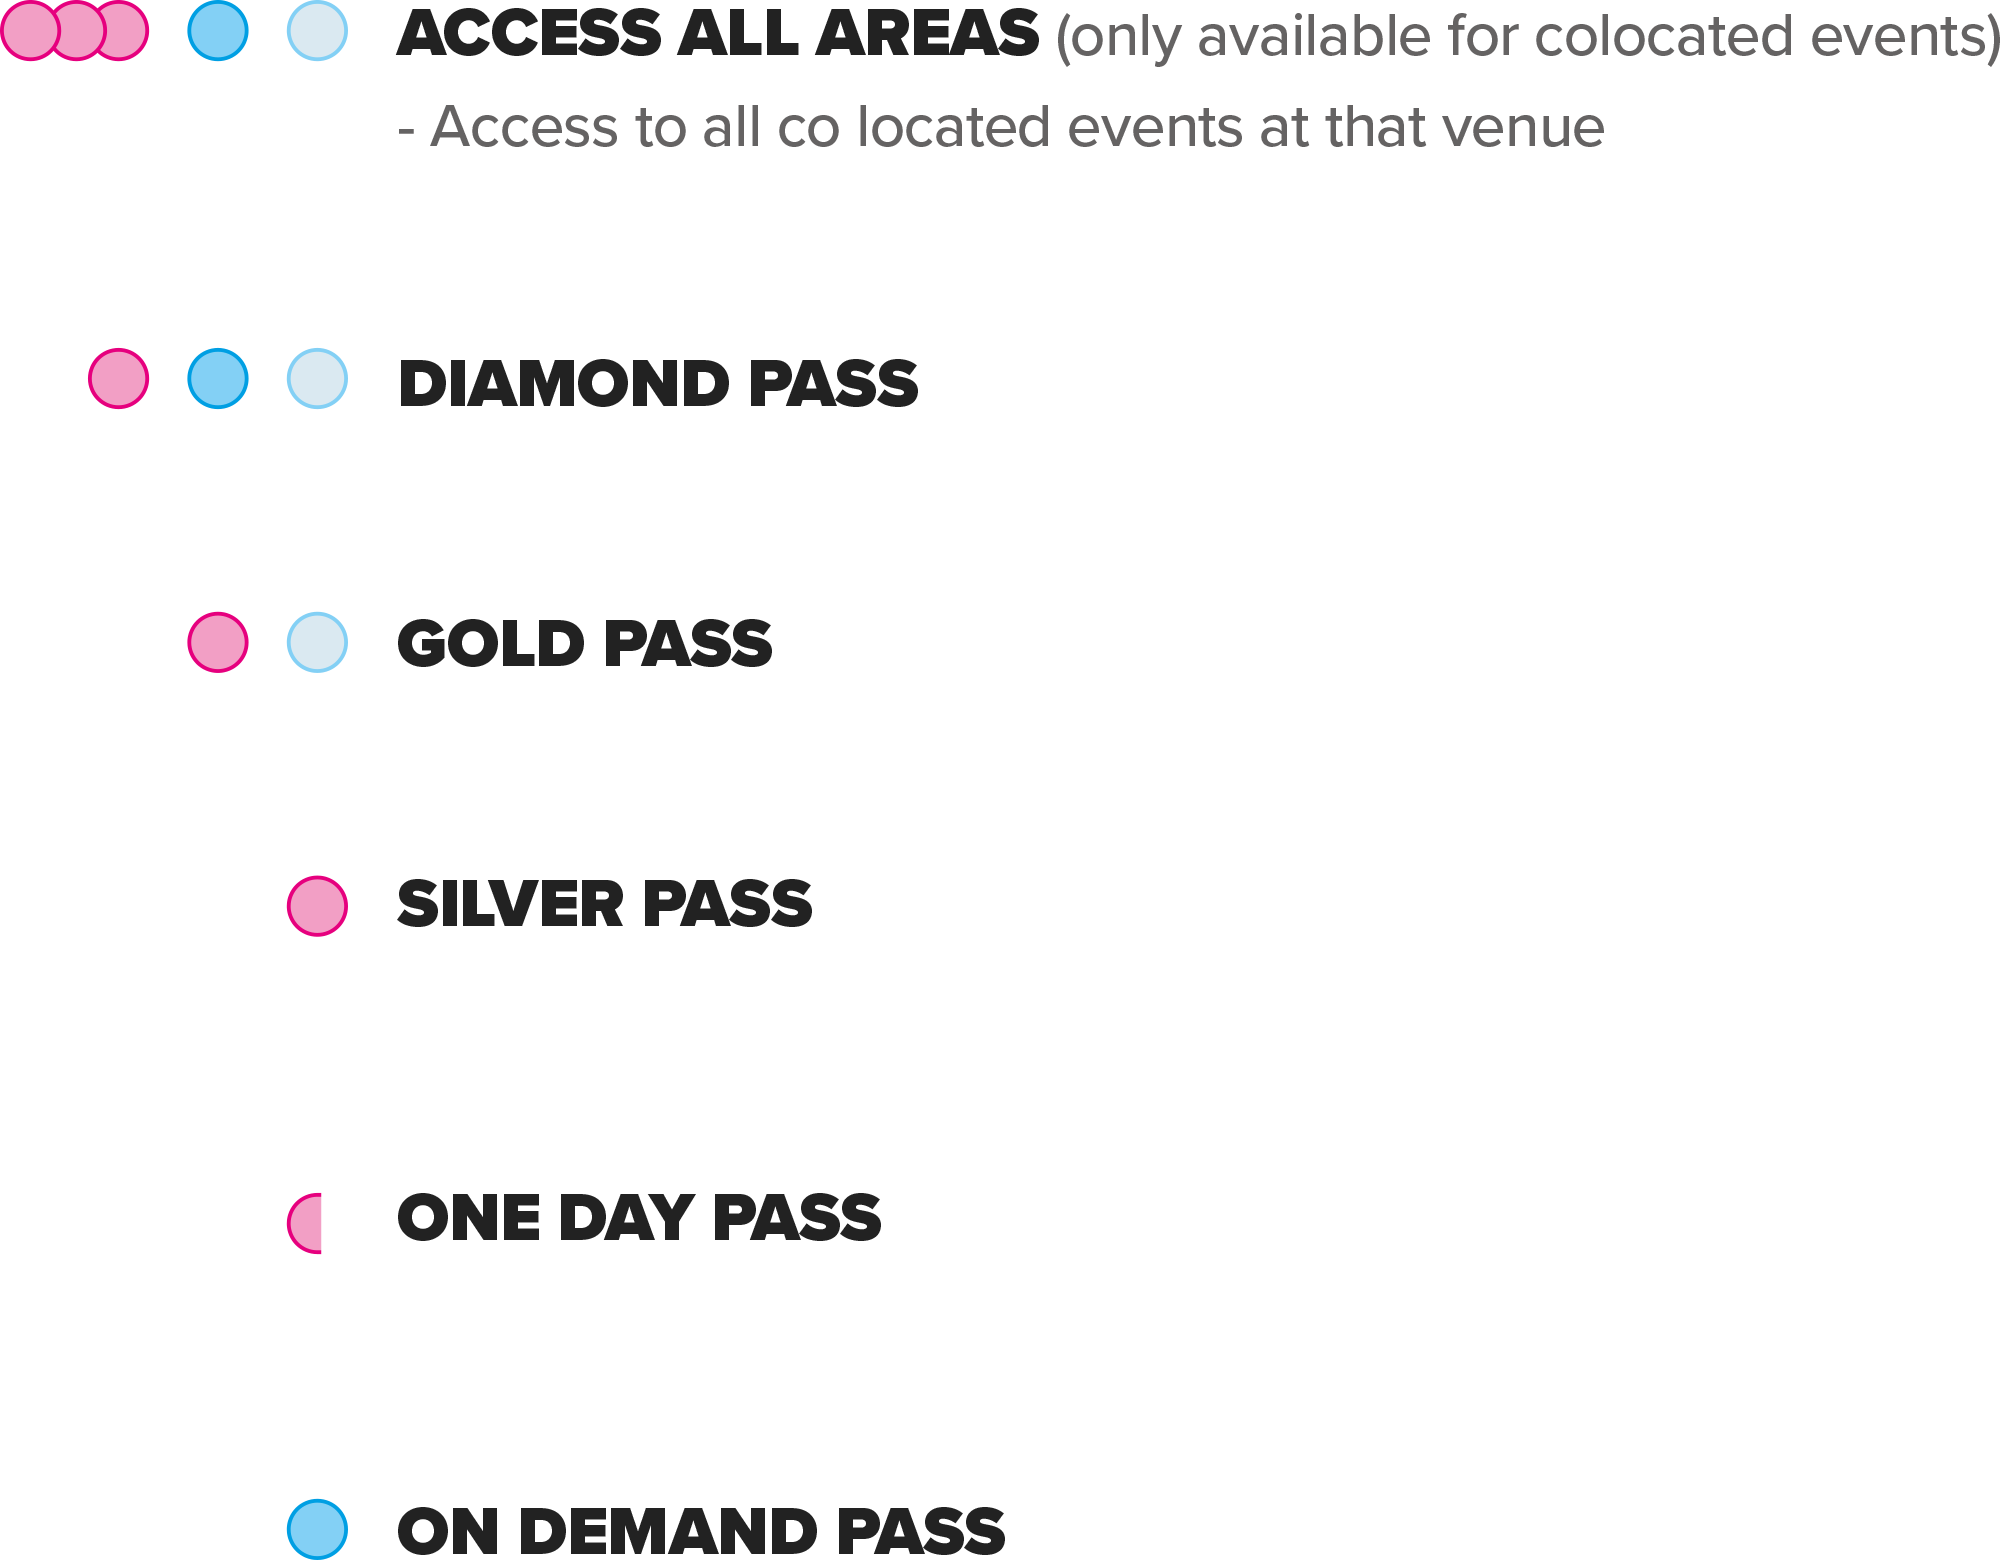 ACCESS ALL AREAS (only available for colocated events)
- Access to all co located events at that venue
DIAMOND PASS
GOLD PASS
SILVER PASS
ONE DAY PASS
ON DEMAND PASS